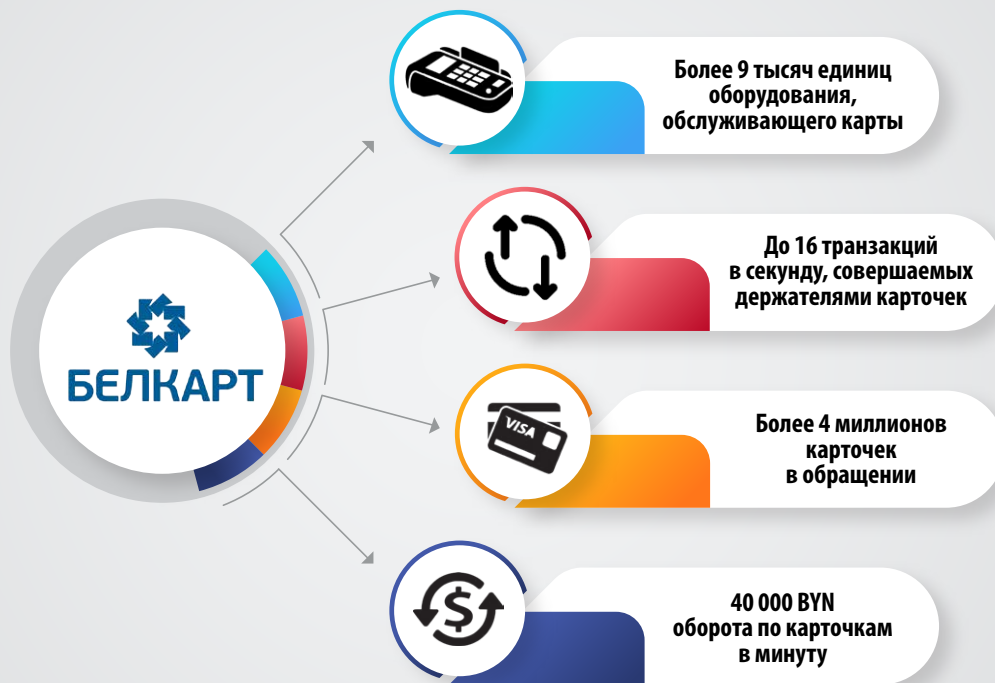 Более 9 тысяч единиц
оборудования,
обслуживающего карты
До 16 транзакций
в секунду, совершаемых
держателями карточек
БЕЛКАРТ
VISA
Более 4 миллионов
карточек
в обращении
$
40 000 BYN
оборота по карточкам
в минуту